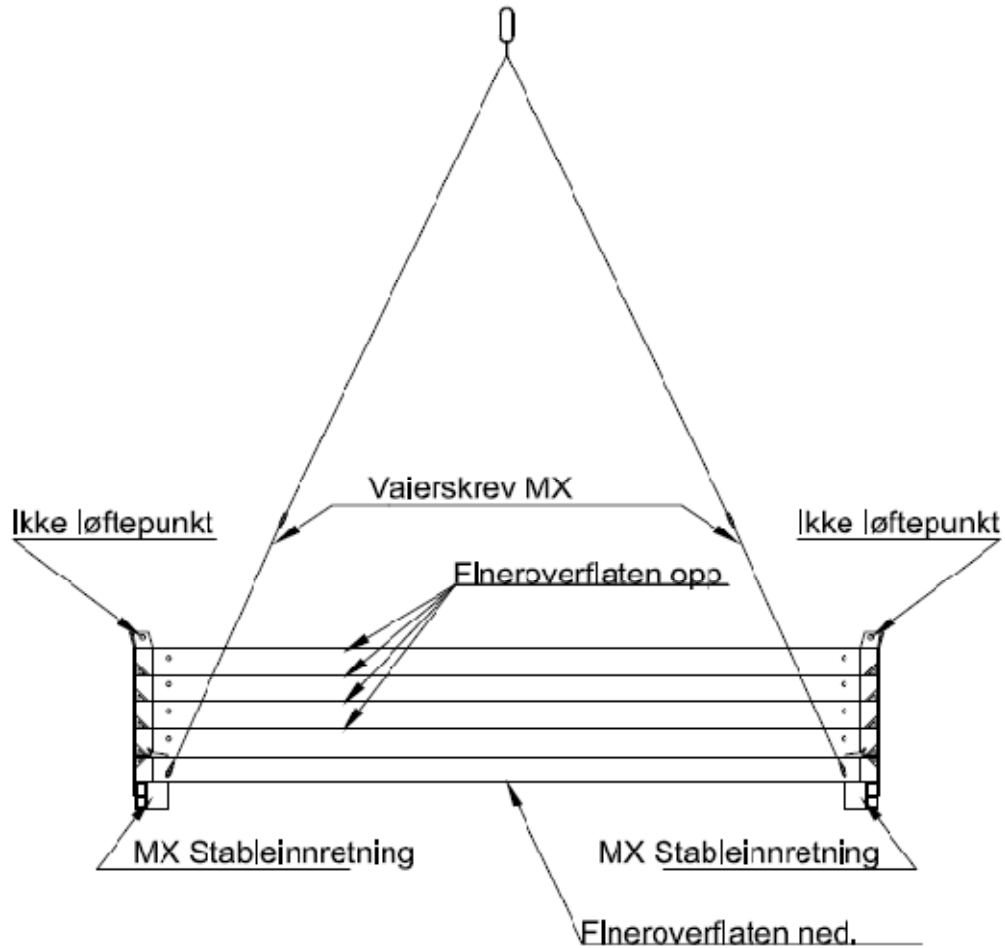 Vaierskrev MX
Ikke løftepunkt
Ikke løftepunkt
Fineroverflaten opp
MX Stableinnretning
MX Stableinnretning
Fineroverflaten ned.